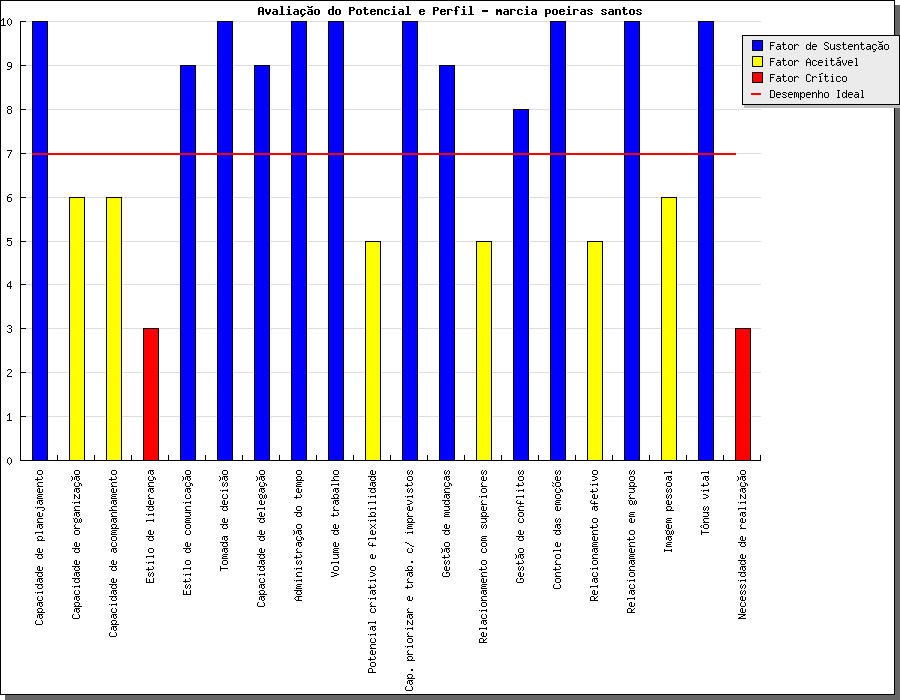 Avaliação do Potencial e Perfil - marcia poeiras santos
Fator de Sustentação
Fator Aceitável
Fator Crítico
Desempenho Ideal
10
9
8
7
6
5
4
3
2
1
0
Capacidade de planejamento
Capacidade de organização
Capacidade de acompanhamento
Estilo de liderança
Estilo de comunicação
Tomada de decisão
Capacidade de delegação
Administração do tempo
Volume de trabalho
Potencial criativo e flexibilidade
Cap. priorizar e trab. c/ imprevistos
Gestão de mudanças
Relacionamento com superiores
Gestão de conflitos
Controle das emoções
Relacionamento afetivo
Relacionamento em grupos
Imagem pessoal
Tônus vital
Necessidade de realização